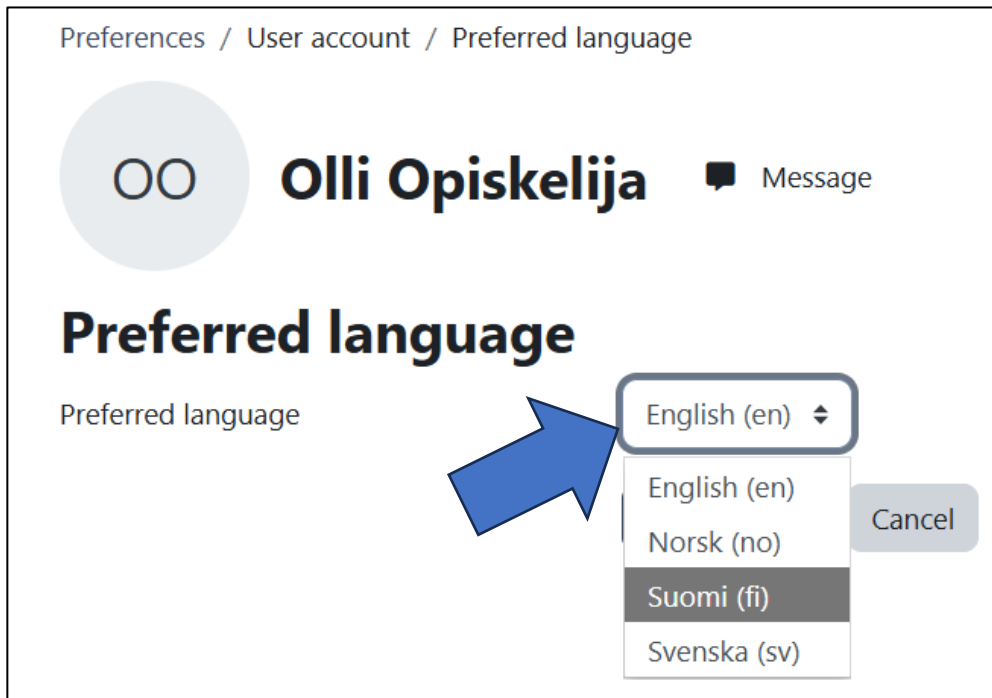 Preferences / User account / Preferred language
OO
Olli Opiskelija
Message
Preferred language
Preferred language
English (en)
English (en)
Norsk (no)
Suomi (fi)
Svenska (sv)
Cancel